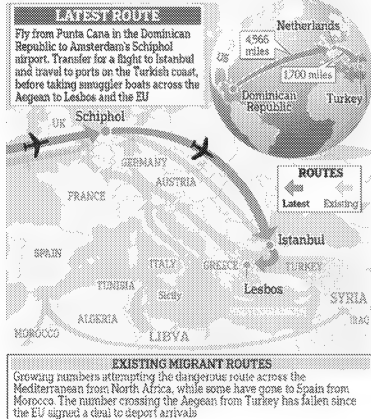 LATEST ROUTE
Fly from Punta Cana in the Dominican
Republic to Amsterdam's Schiphol
airport. Transfer for a flight to Istanbul
and travel to ports on the Turkish coast,
before taking smuggler boats across the
Aegean to Lesbos and the EU
Netherlands
4,966
miles
US
1,700 miles
Dominican
Republic
Turkey
UK
Schiphol
GERMANY
AUSTRIA
FRANCE
ROUTES
Latest
Existing
Istanbul
SPAIN
ITALY
GREECE
TURKEY
Lesbos
TUNISIA
Sicily
SYRIA
ALGERIA
IRAQ
MOROCCO
LIBYA
EXISTING MIGRANT ROUTES
Growing numbers attempting the dangerous route across the
Mediterranean from North Africa, while some have gone to Spain from
Morocco. The number crossing the Aegean from Turkey has fallen since
the EU signed a deal to deport arrivals